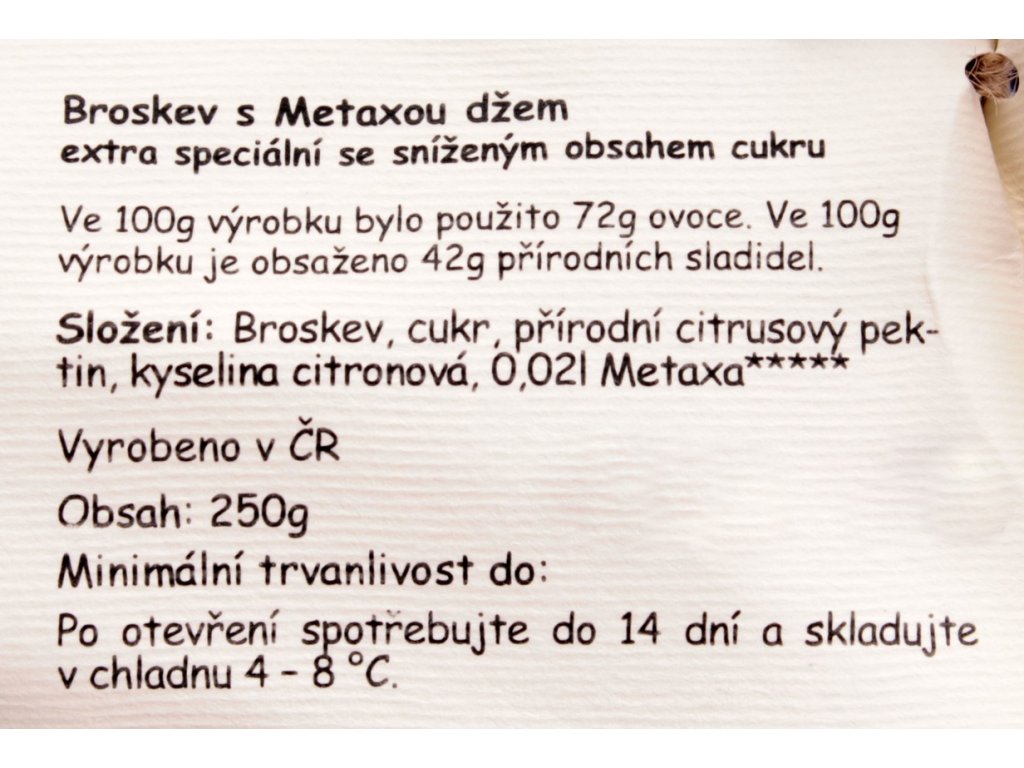 Broskev s Metaxou džem
extra speciální se sníženým obsahem cukru
Ve 100g výrobku bylo použito 72g ovoce. Ve 100g
výrobku je obsaženo 42g přírodních sladidel.
Složení: Broskev, cukr, přírodní citrusový pek-
tin, kyselina citronová, 0,02l Metaxa*****
Vyrobeno v ČR
Obsah: 250g
Minimální trvanlivost do:
Po otevření spotřebujte do 14 dní a skladujte
v chladnu 4 – 8 °C.